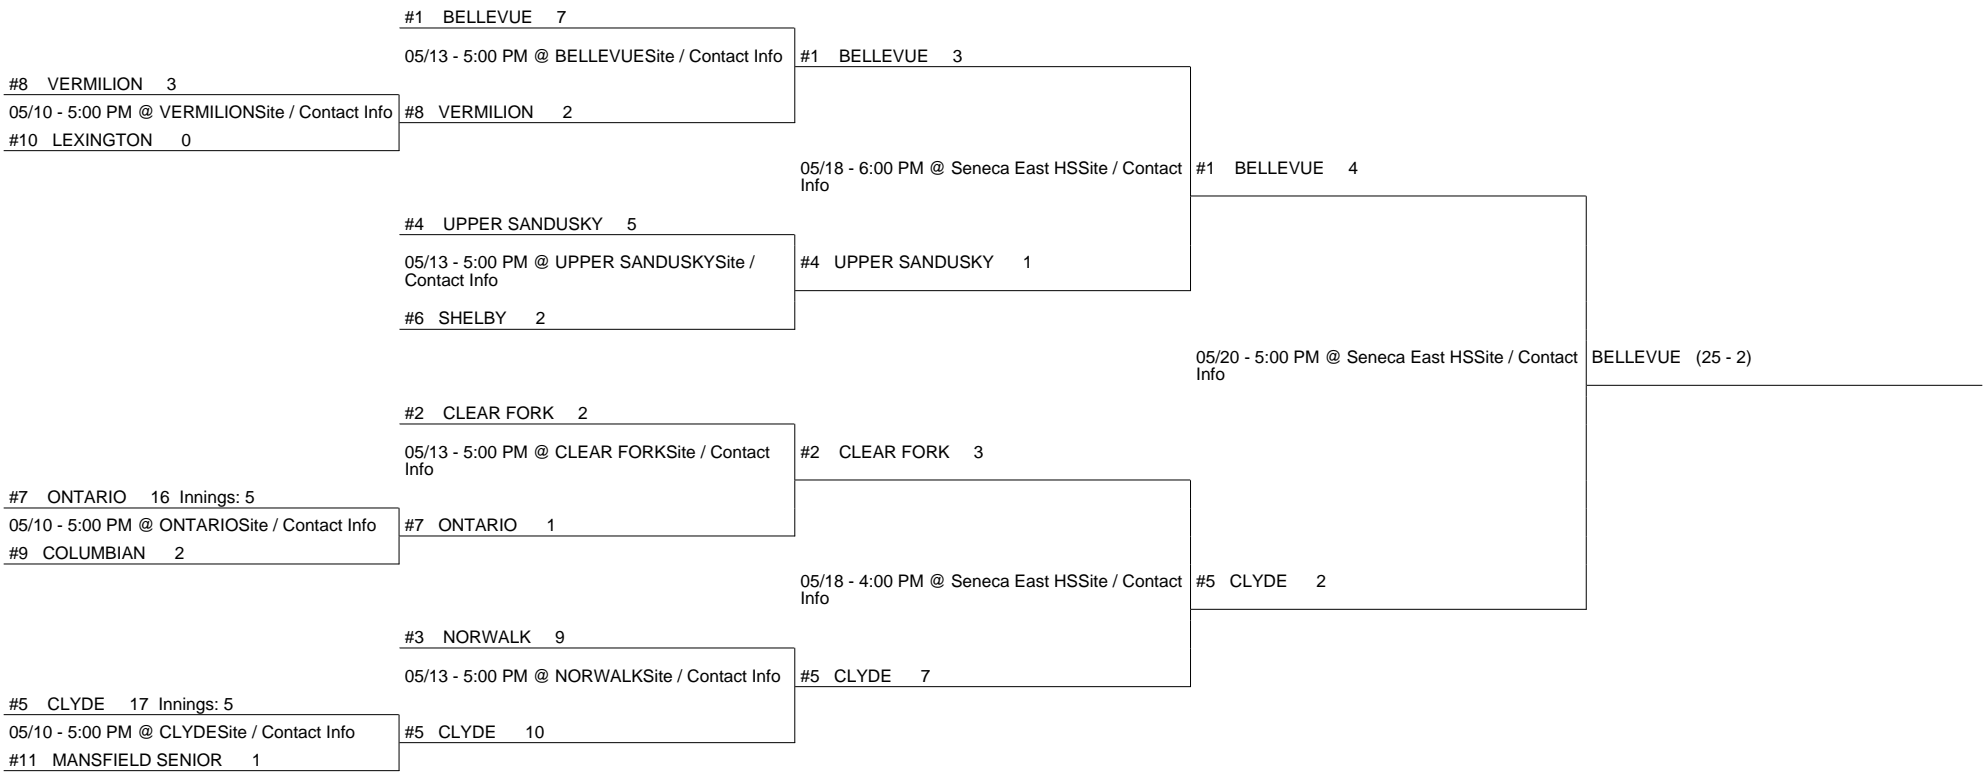 #1 BELLEVUE 7
05/13 - 5:00 PM @ BELLEVUESite / Contact Info
#1 BELLEVUE 3
#8 VERMILION 3
05/10 - 5:00 PM @ VERMILIONSite / Contact Info
#8 VERMILION 2
#10 LEXINGTON 0
05/18 - 6:00 PM @ Seneca East HSSite / Contact
Info
#1 BELLEVUE 4
#4 UPPER SANDUSKY 5
05/13 - 5:00 PM @ UPPER SANDUSKYSite /
Contact Info
#4 UPPER SANDUSKY 1
#6 SHELBY 2
05/20 - 5:00 PM @ Seneca East HSSite / Contact
Info
BELLEVUE (25 - 2)
#2 CLEAR FORK 2
05/13 - 5:00 PM @ CLEAR FORKSite / Contact
Info
#2 CLEAR FORK 3
#7 ONTARIO 16 Innings: 5
05/10 - 5:00 PM @ ONTARIOSite / Contact Info
#7 ONTARIO 1
#9 COLUMBIAN 2
05/18 - 4:00 PM @ Seneca East HSSite / Contact
Info
#5 CLYDE 2
#3 NORWALK 9
05/13 - 5:00 PM @ NORWALKSite / Contact Info
#5 CLYDE 7
#5 CLYDE 17 Innings: 5
05/10 - 5:00 PM @ CLYDESite / Contact Info
#5 CLYDE 10
#11 MANSFIELD SENIOR 1